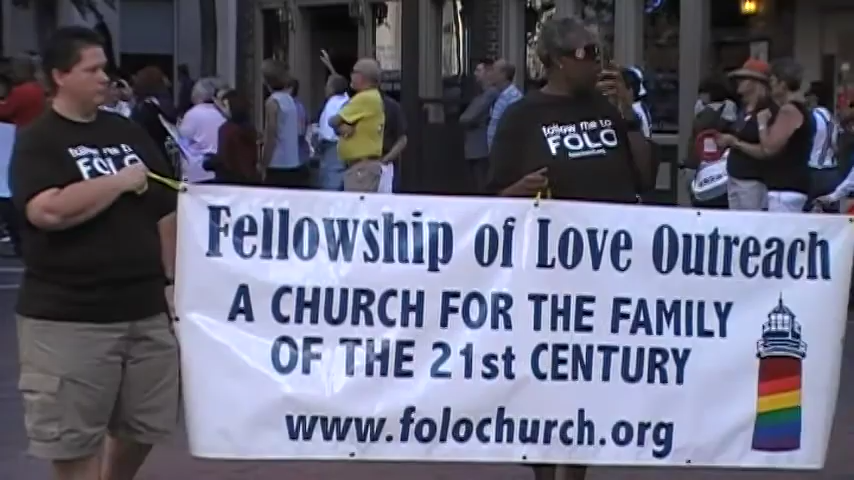 follow me to
FOLO
follow me to
FOLO
Fellowship of Love Outreach
A CHURCH FOR THE FAMILY
OF THE 21st CENTURY
www.folochurch.org